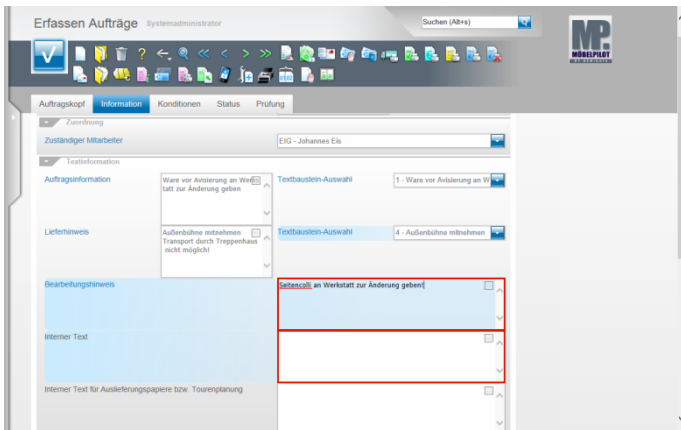 Erfassen Aufträge Systemadministrator
Suchen (Alt+s)
MP
MÖBELPILOT
Auftragskopf Information Konditionen Status Prüfung
Zuordnung
Zuständiger Mitarbeiter EIG - Johannes Eis
Textinformation
Auftragsinformation Ware vor Avisierung an Werkstatt zur Änderung geben Textbaustein-Auswahl 1 - Ware vor Avisierung an W
Lieferhinweis Außenbühne mitnehmen Textbaustein-Auswahl 4 - Außenbühne mitnehmen
Transport durch Treppenhaus
nicht möglich!
Bearbeitungshinweis Seitencolli an Werkstatt zur Änderung geben!
Interner Text
Interner Text für Auslieferungspapiere bzw. Tourenplanung